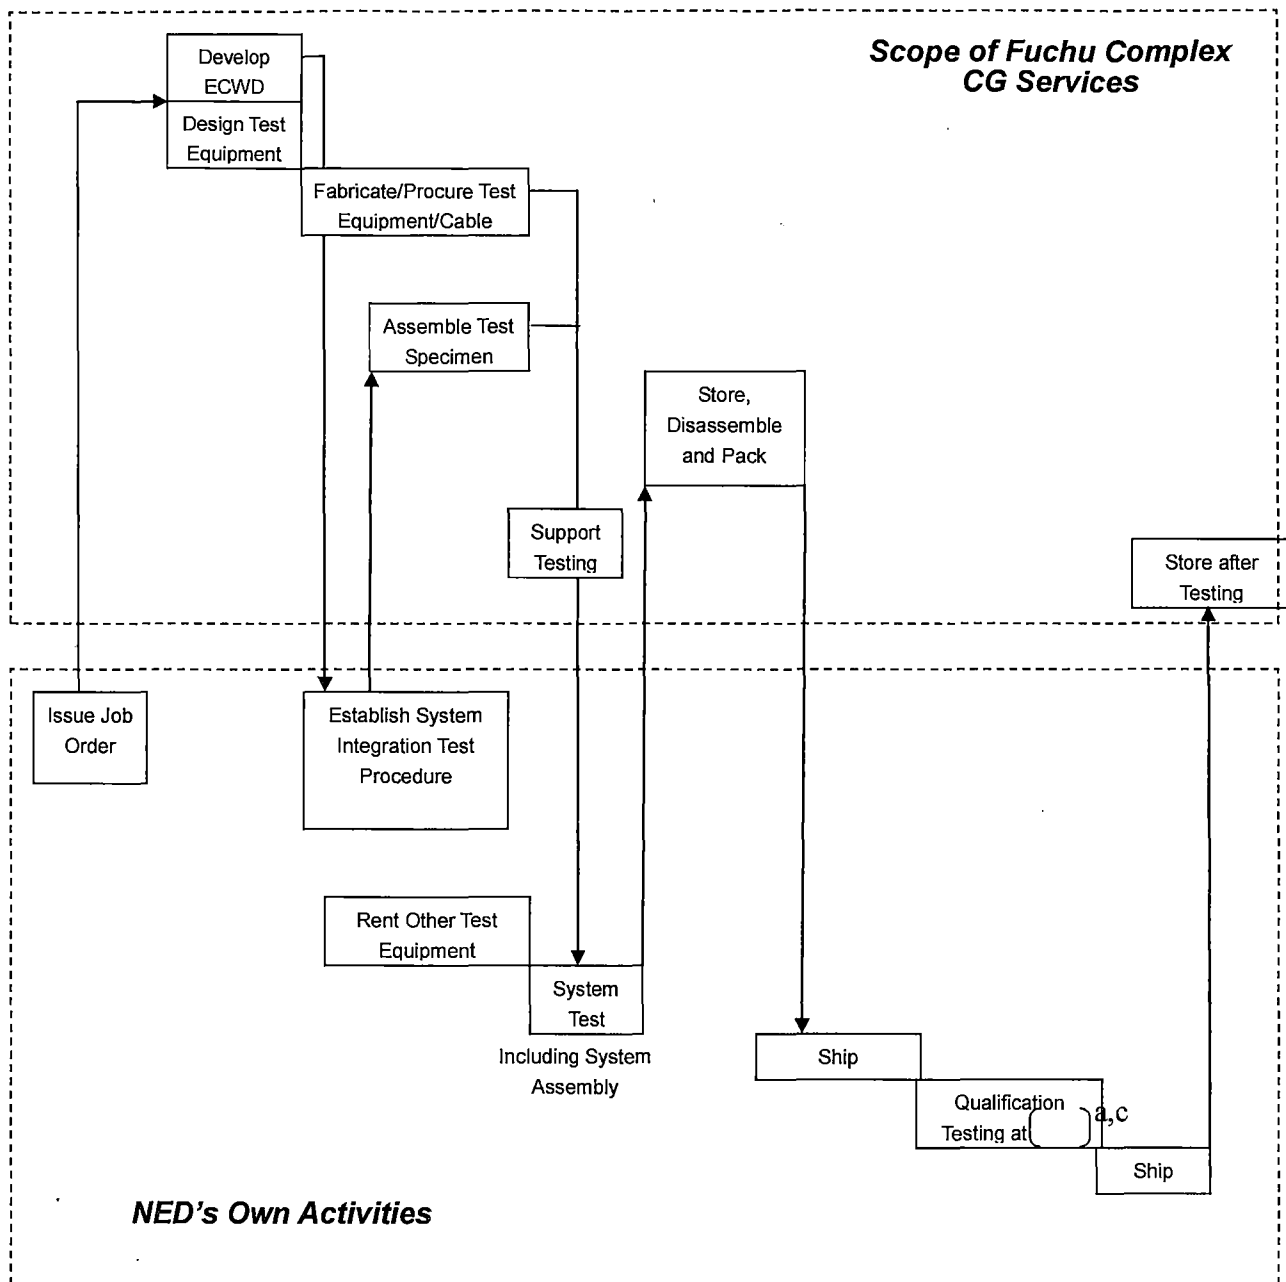 Scope of Fuchu Complex
CG Services
Develop
ECWD
Design Test
Equipment
Fabricate/Procure Test
Equipment/Cable
Assemble Test
Specimen
Store,
Disassemble
and Pack
Support
Testing
Store after
Testing
Issue Job
Order
Establish System
Integration Test
Procedure
Rent Other Test
Equipment
System
Test
Including System
Assembly
Ship
Qualification
Testing at [ ] a,c
Ship
NED's Own Activities